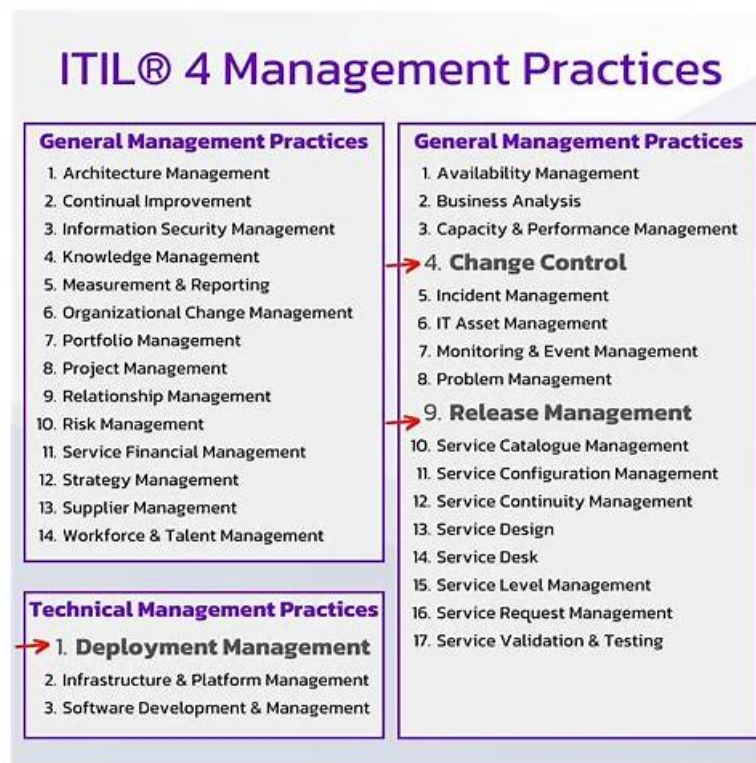 ITIL® 4 Management Practices
General Management Practices
1. Architecture Management
2. Continual Improvement
3. Information Security Management
4. Knowledge Management
5. Measurement & Reporting
6. Organizational Change Management
7. Portfolio Management
8. Project Management
9. Relationship Management
10. Risk Management
11. Service Financial Management
12. Strategy Management
13. Supplier Management
14. Workforce & Talent Management
Technical Management Practices
1. Deployment Management
2. Infrastructure & Platform Management
3. Software Development & Management
General Management Practices
1. Availability Management
2. Business Analysis
3. Capacity & Performance Management
4. Change Control
5. Incident Management
6. IT Asset Management
7. Monitoring & Event Management
8. Problem Management
9. Release Management
10. Service Catalogue Management
11. Service Configuration Management
12. Service Continuity Management
13. Service Design
14. Service Desk
15. Service Level Management
16. Service Request Management
17. Service Validation & Testing